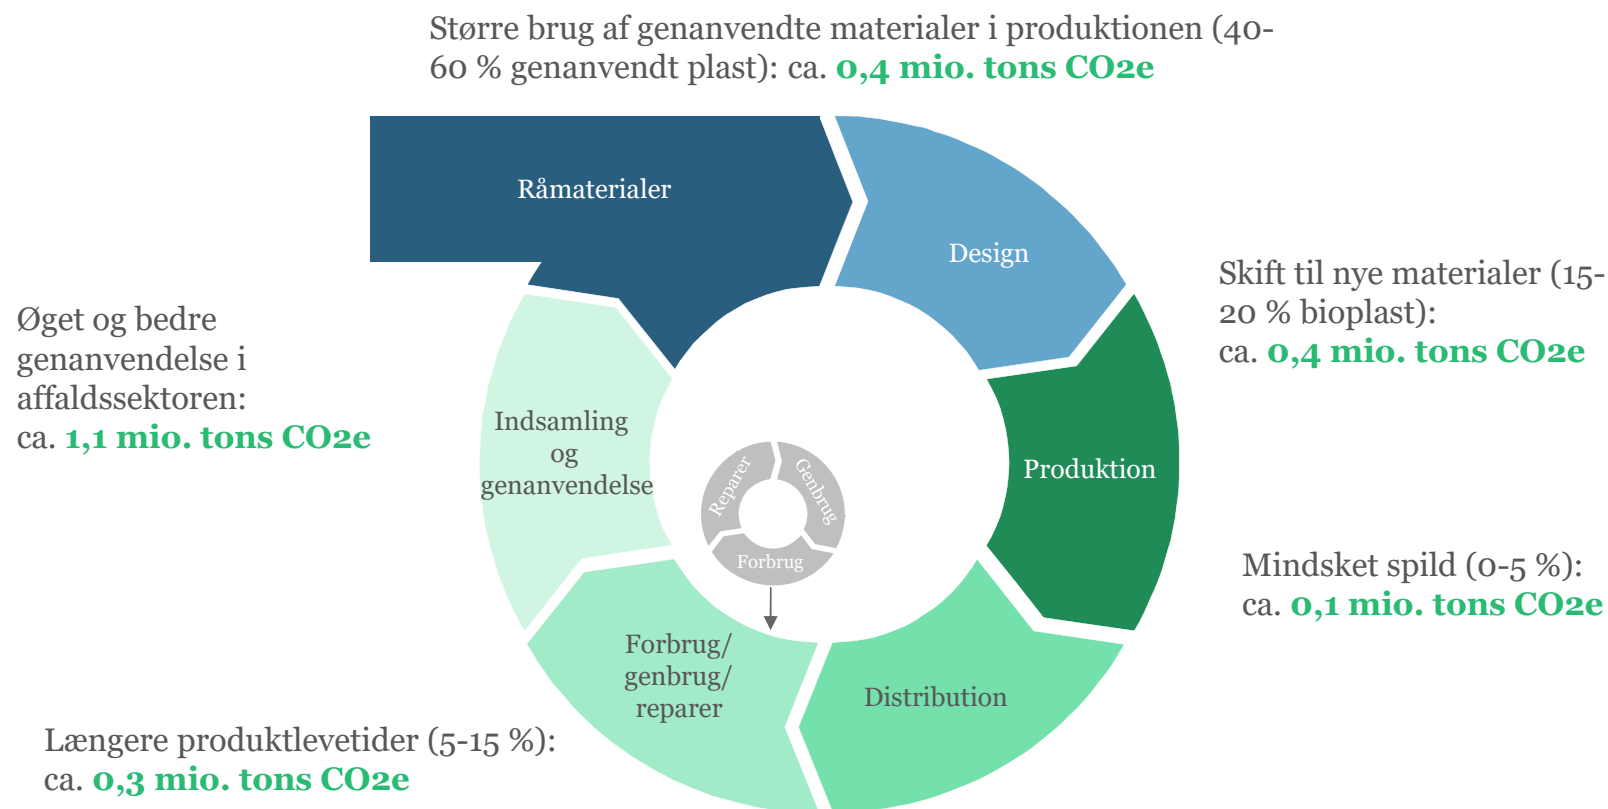 Større brug af genanvendte materialer i produktionen (40-
60 % genanvendt plast): ca. 0,4 mio. tons CO2e
Råmaterialer
Design
Skift til nye materialer (15-
20 % bioplast):
ca. 0,4 mio. tons CO2e
Øget og bedre
genanvendelse i
affaldssektoren:
ca. 1,1 mio. tons CO2e
Indsamling
og
genanvendelse
Reparer
Genbrug
Forbrug
Produktion
Mindsket spild (0-5 %):
ca. 0,1 mio. tons CO2e
Forbrug/
genbrug/
reparer
Distribution
Længere produktlevetider (5-15 %):
ca. 0,3 mio. tons CO2e